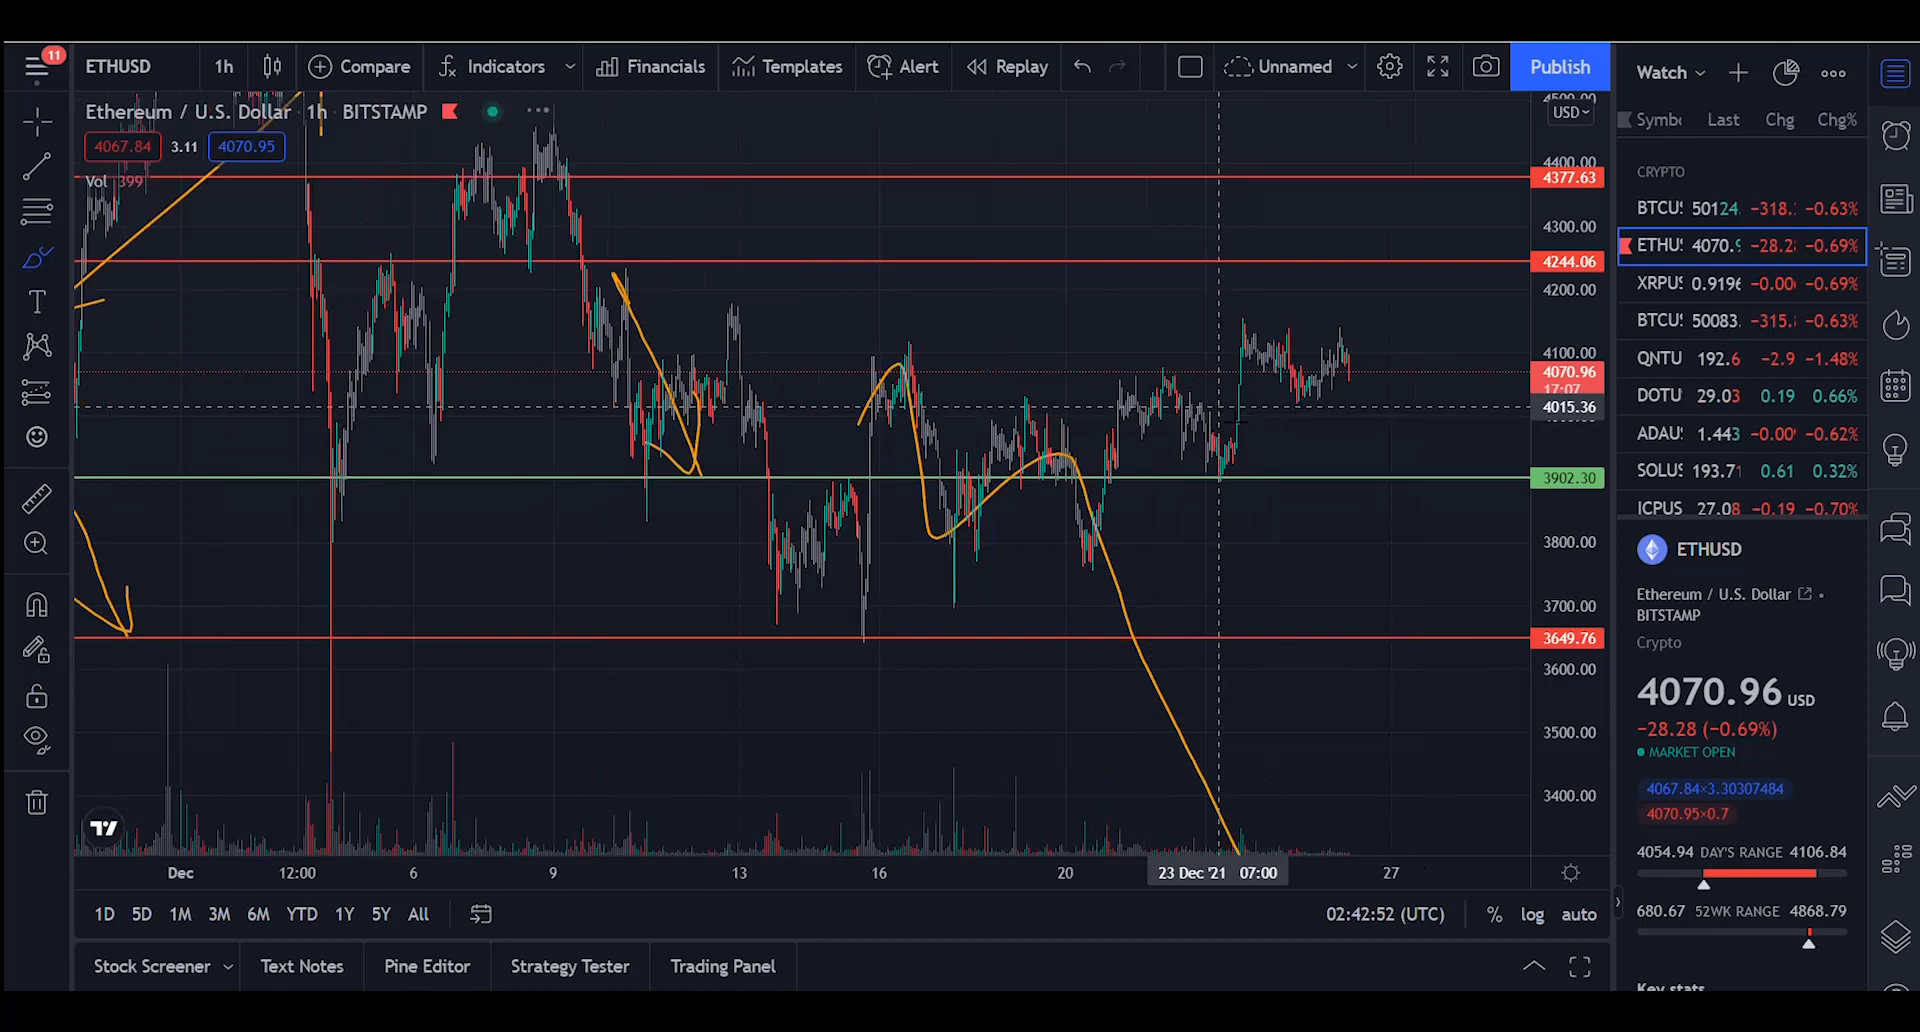 11
ETHUSD 1h Compare Indicators Financials Templates Alert Replay Unnamed Publish
Ethereum / U.S. Dollar · 1h · BITSTAMP
4067.84 3.11 4070.95
Vol 399
USD
4400.00
4377.63
4300.00
4244.06
4200.00
4100.00
4070.96
17:07
4015.36
3902.30
3800.00
3700.00
3649.76
3600.00
3500.00
3400.00
Dec 12:00 6 9 13 16 20 23 Dec '21 07:00 27
1D 5D 1M 3M 6M YTD 1Y 5Y All
02:42:52 (UTC) % log auto
Stock Screener Text Notes Pine Editor Strategy Tester Trading Panel
Watch
Last Chg Chg%
CRYPTO
BTCU 50124. −318. −0.63%
ETHU 4070.9 −28.2 −0.69%
XRPU 0.919 −0.00 −0.69%
BTCU 50083. −315. −0.63%
QNTU 192.6 −2.9 −1.48%
DOTU 29.03 0.19 0.66%
ADAU 1.443 −0.00 −0.62%
SOLU 193.71 0.61 0.32%
ICPUS 27.08 −0.19 −0.70%
ETHUSD
Ethereum / U.S. Dollar
BITSTAMP
Crypto
4070.96 USD
−28.28 (−0.69%)
MARKET OPEN
4067.84×3.30307484
4070.95×0.7
4054.94 DAY'S RANGE 4106.84
680.67 52WK RANGE 4868.79
Key stats